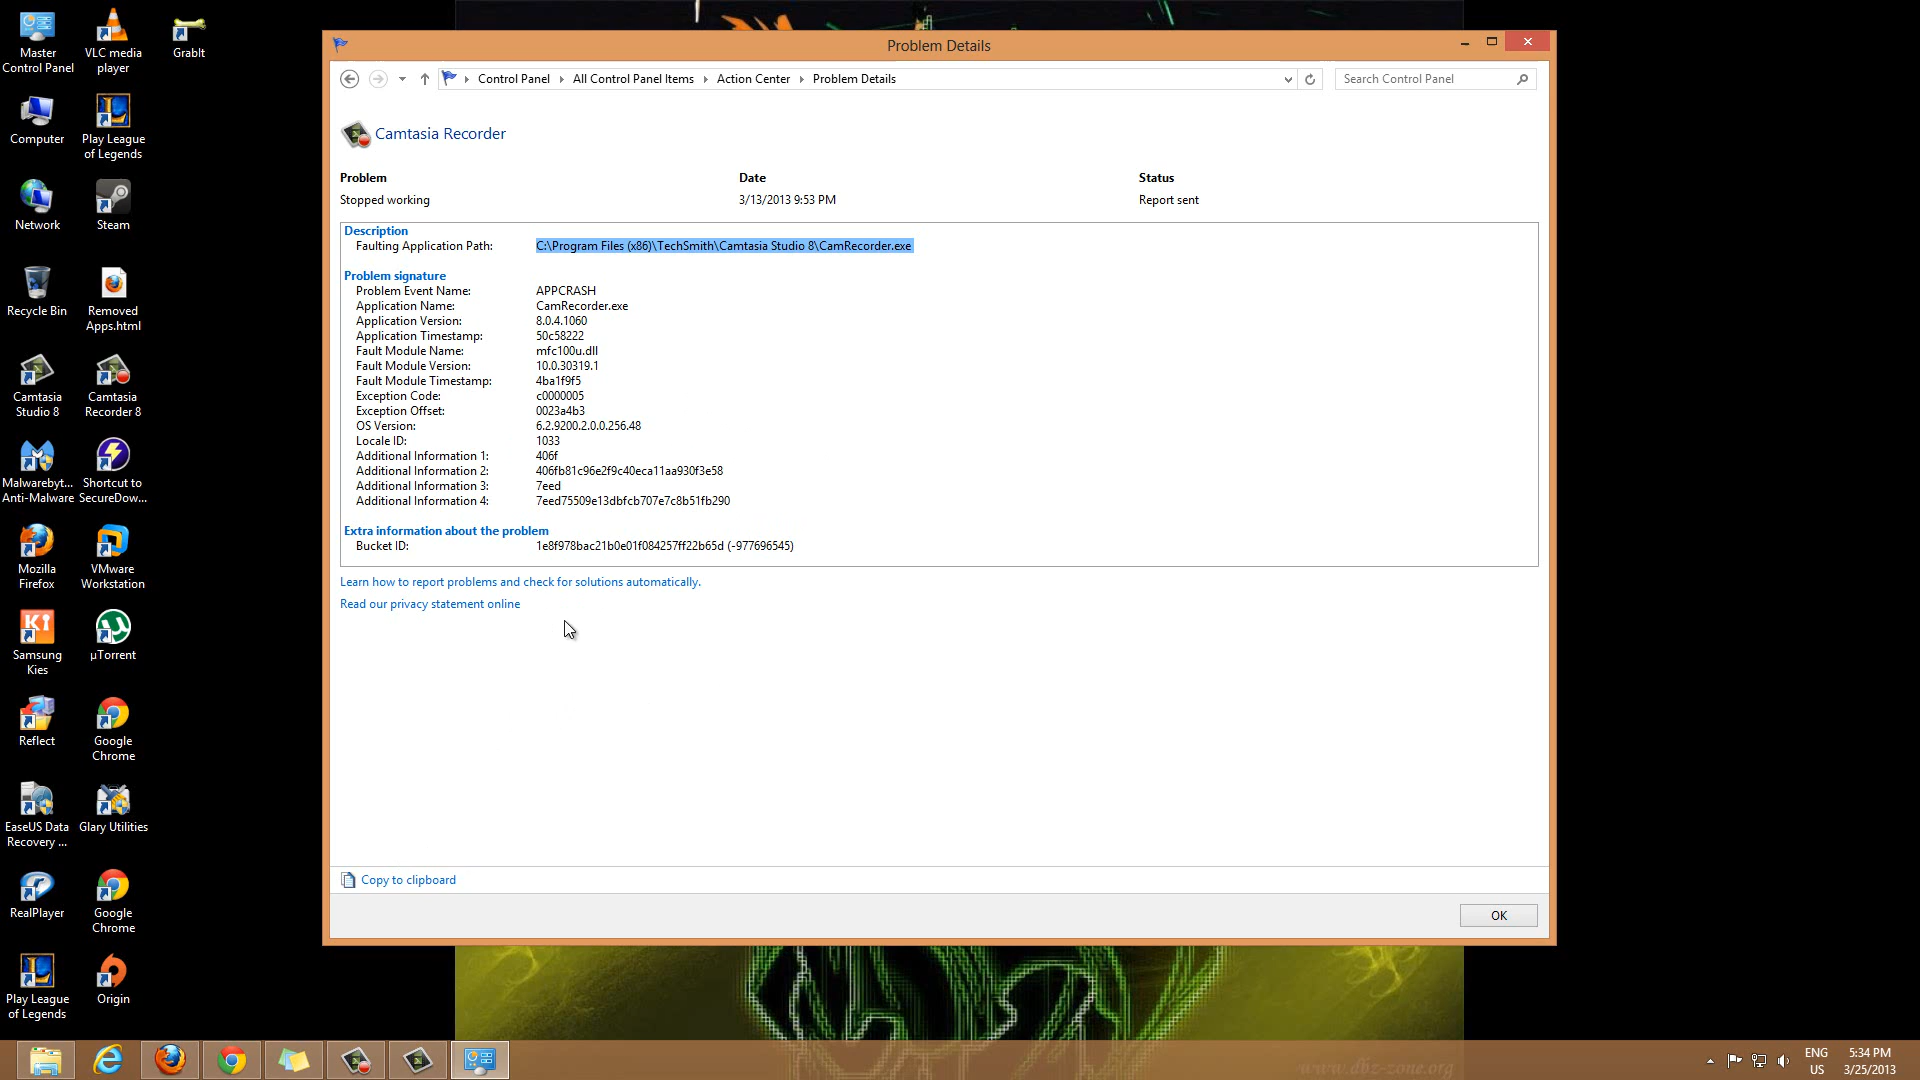 Master
Control Panel
VLC media
player
GrabIt
Computer
Play League
of Legends
Network
Steam
Recycle Bin
Removed
Apps.html
Camtasia
Studio 8
Camtasia
Recorder 8
Malwarebyt...
Anti-Malware
Shortcut to
SecureDow...
Mozilla
Firefox
VMware
Workstation
Samsung
Kies
µTorrent
Reflect
Google
Chrome
EaseUS Data
Recovery ...
Glary Utilities
RealPlayer
Google
Chrome
Play League
of Legends
Origin
Problem Details
Control Panel
All Control Panel Items
Action Center
Problem Details
Search Control Panel
Camtasia Recorder
Problem Date Status
Stopped working 3/13/2013 9:53 PM Report sent
Description
Faulting Application Path: C:\Program Files (x86)\TechSmith\Camtasia Studio 8\CamRecorder.exe
Problem signature
Problem Event Name: APPCRASH
Application Name: CamRecorder.exe
Application Version: 8.0.4.1060
Application Timestamp: 50c58222
Fault Module Name: mfc100u.dll
Fault Module Version: 10.0.30319.1
Fault Module Timestamp: 4ba1f9f5
Exception Code: c0000005
Exception Offset: 0023a4b3
OS Version: 6.2.9200.2.0.0.256.48
Locale ID: 1033
Additional Information 1: 406f
Additional Information 2: 406fb81c96e2f9c40eca11aa930f3e58
Additional Information 3: 7eed
Additional Information 4: 7eed75509e13dbfcb707e7c8b51fb290
Extra information about the problem
Bucket ID: 1e8f978bac21b0e01f084257ff22b65d (-977696545)
Learn how to report problems and check for solutions automatically.
Read our privacy statement online
Copy to clipboard
OK
www.dbz-zone.org
ENG
US
5:34 PM
3/25/2013